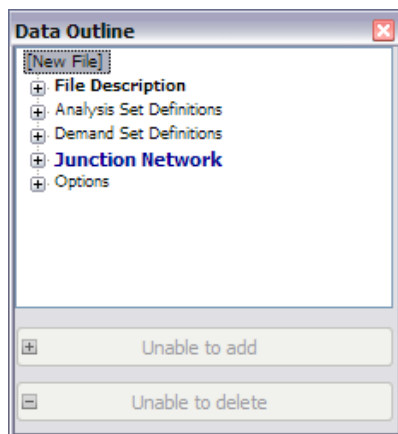 Data Outline
[New File]
File Description
Analysis Set Definitions
Demand Set Definitions
Junction Network
Options
Unable to add
Unable to delete